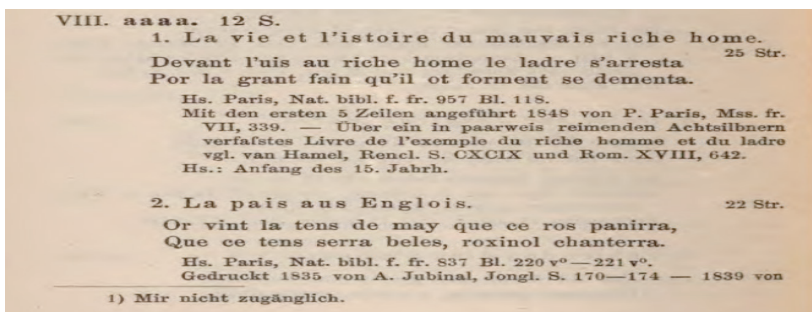 VIII. aaaa. 12 S.
1. La vie et l'istoire du mauvais riche home.
25 Str.
Devant l'uis au riche home le ladre s'arresta
Por la grant fain qu'il ot forment se dementa.
Hs. Paris, Nat. bibl. f. fr. 957 Bl. 118.
Mit den ersten 5 Zeilen angeführt 1848 von P. Paris, Mss. fr.
VII, 339. — Über ein in paarweis reimenden Achtsilbnern
verfafstes Livre de l'exemple du riche homme et du ladre
vgl. van Hamel, Rencl. S. CXCIX und Rom. XVIII, 642.
Hs.: Anfang des 15. Jahrh.
2. La pais aus Englois. 22 Str.
Or vint la tens de may que ce ros panirra,
Que ce tens serra beles, roxinol chanterra.
Hs. Paris, Nat. bibl. f. fr. 837 Bl. 220 vº — 221 vº.
Gedruckt 1835 von A. Jubinal, Jongl. S. 170—174 — 1839 von
1) Mir nicht zugänglich.